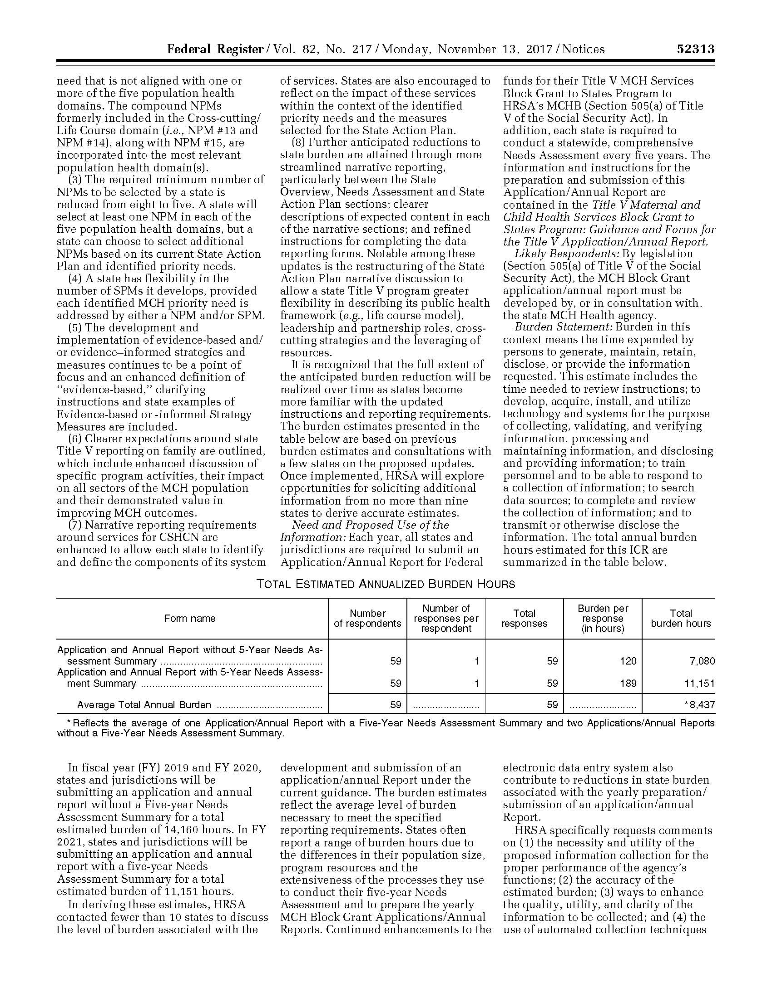 Federal Register / Vol. 82, No. 217 / Monday, November 13, 2017 / Notices 52313
need that is not aligned with one or
more of the five population health
domains. The compound NPMs
formerly included in the Cross-cutting/
Life Course domain (i.e., NPM #13 and
NPM #14), along with NPM #15, are
incorporated into the most relevant
population health domain(s).
(3) The required minimum number of
NPMs to be selected by a state is
reduced from eight to five. A state will
select at least one NPM in each of the
five population health domains, but a
state can choose to select additional
NPMs based on its current State Action
Plan and identified priority needs.
(4) A state has flexibility in the
number of SPMs it develops, provided
each identified MCH priority need is
addressed by either a NPM and/or SPM.
(5) The development and
implementation of evidence-based and/
or evidence–informed strategies and
measures continues to be a point of
focus and an enhanced definition of
‘‘evidence-based,’’ clarifying
instructions and state examples of
Evidence-based or -informed Strategy
Measures are included.
(6) Clearer expectations around state
Title V reporting on family are outlined,
which include enhanced discussion of
specific program activities, their impact
on all sectors of the MCH population
and their demonstrated value in
improving MCH outcomes.
(7) Narrative reporting requirements
around services for CSHCN are
enhanced to allow each state to identify
and define the components of its system
of services. States are also encouraged to
reflect on the impact of these services
within the context of the identified
priority needs and the measures
selected for the State Action Plan.
(8) Further anticipated reductions to
state burden are attained through more
streamlined narrative reporting,
particularly between the State
Overview, Needs Assessment and State
Action Plan sections; clearer
descriptions of expected content in each
of the narrative sections; and refined
instructions for completing the data
reporting forms. Notable among these
updates is the restructuring of the State
Action Plan narrative discussion to
allow a state Title V program greater
flexibility in describing its public health
framework (e.g., life course model),
leadership and partnership roles, cross-
cutting strategies and the leveraging of
resources.
It is recognized that the full extent of
the anticipated burden reduction will be
realized over time as states become
more familiar with the updated
instructions and reporting requirements.
The burden estimates presented in the
table below are based on previous
burden estimates and consultations with
a few states on the proposed updates.
Once implemented, HRSA will explore
opportunities for soliciting additional
information from no more than nine
states to derive accurate estimates.
Need and Proposed Use of the
Information: Each year, all states and
jurisdictions are required to submit an
Application/Annual Report for Federal
funds for their Title V MCH Services
Block Grant to States Program to
HRSA’s MCHB (Section 505(a) of Title
V of the Social Security Act). In
addition, each state is required to
conduct a statewide, comprehensive
Needs Assessment every five years. The
information and instructions for the
preparation and submission of this
Application/Annual Report are
contained in the Title V Maternal and
Child Health Services Block Grant to
States Program: Guidance and Forms for
the Title V Application/Annual Report.
Likely Respondents: By legislation
(Section 505(a) of Title V of the Social
Security Act), the MCH Block Grant
application/annual report must be
developed by, or in consultation with,
the state MCH Health agency.
Burden Statement: Burden in this
context means the time expended by
persons to generate, maintain, retain,
disclose, or provide the information
requested. This estimate includes the
time needed to review instructions; to
develop, acquire, install, and utilize
technology and systems for the purpose
of collecting, validating, and verifying
information, processing and
maintaining information, and disclosing
and providing information; to train
personnel and to be able to respond to
a collection of information; to search
data sources; to complete and review
the collection of information; and to
transmit or otherwise disclose the
information. The total annual burden
hours estimated for this ICR are
summarized in the table below.
TOTAL ESTIMATED ANNUALIZED BURDEN HOURS
Form name
Number
of respondents
Number of
responses per
respondent
Total
responses
Burden per
response
(in hours)
Total
burden hours
Application and Annual Report without 5-Year Needs As-
sessment Summary .......................................................... 59 1 59 120 7,080
Application and Annual Report with 5-Year Needs Assess-
ment Summary ................................................................. 59 1 59 189 11,151
Average Total Annual Burden ...................................... 59 ........................ 59 ........................ *8,437
* Reflects the average of one Application/Annual Report with a Five-Year Needs Assessment Summary and two Applications/Annual Reports
without a Five-Year Needs Assessment Summary.
In fiscal year (FY) 2019 and FY 2020,
states and jurisdictions will be
submitting an application and annual
report without a Five-year Needs
Assessment Summary for a total
estimated burden of 14,160 hours. In FY
2021, states and jurisdictions will be
submitting an application and annual
report with a five-year Needs
Assessment Summary for a total
estimated burden of 11,151 hours.
In deriving these estimates, HRSA
contacted fewer than 10 states to discuss
the level of burden associated with the
development and submission of an
application/annual Report under the
current guidance. The burden estimates
reflect the average level of burden
necessary to meet the specified
reporting requirements. States often
report a range of burden hours due to
the differences in their population size,
program resources and the
extensiveness of the processes they use
to conduct their five-year Needs
Assessment and to prepare the yearly
MCH Block Grant Applications/Annual
Reports. Continued enhancements to the
electronic data entry system also
contribute to reductions in state burden
associated with the yearly preparation/
submission of an application/annual
Report.
HRSA specifically requests comments
on (1) the necessity and utility of the
proposed information collection for the
proper performance of the agency’s
functions; (2) the accuracy of the
estimated burden; (3) ways to enhance
the quality, utility, and clarity of the
information to be collected; and (4) the
use of automated collection techniques